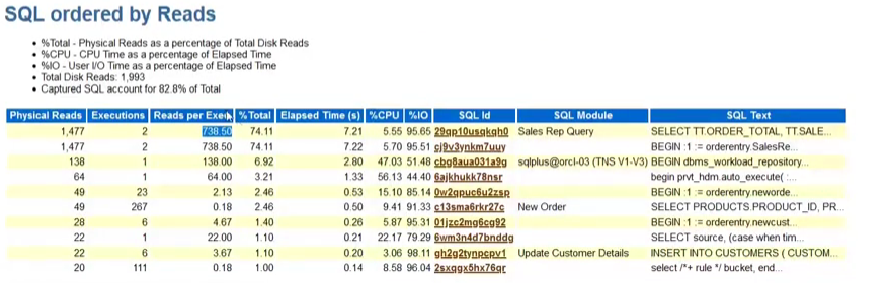 SQL ordered by Reads
• %Total - Physical Reads as a percentage of Total Disk Reads
• %CPU - CPU Time as a percentage of Elapsed Time
• %IO - User I/O Time as a percentage of Elapsed Time
• Total Disk Reads: 1,993
• Captured SQL account for 82.8% of Total
Physical Reads Executions Reads per Exec %Total Elapsed Time (s) %CPU %IO SQL Id SQL Module SQL Text
1,477 2 738.50 74.11 7.21 5.55 95.65 29qp10usqkqh0 Sales Rep Query SELECT TT.ORDER_TOTAL, TT.SALE...
1,477 2 738.50 74.11 7.22 5.70 95.51 cj9v3ynkm7uuy BEGIN :1 := orderentry.SalesRe...
138 1 138.00 6.92 2.80 47.03 51.48 cbg8aua031a9g sqlplus@orcl-03 (TNS V1-V3) BEGIN dbms_workload_repository...
64 1 64.00 3.21 1.33 56.13 44.40 6ajkhukk78nsr begin prvt_hdm.auto_execute( :...
49 23 2.13 2.46 0.53 15.10 85.14 0w2qpuc6u2zsp BEGIN :1 := orderentry.neworde...
49 267 0.18 2.46 0.50 9.41 91.33 c13sma6rkr27c New Order SELECT PRODUCTS.PRODUCT_ID, PR...
28 6 4.67 1.40 0.26 5.87 95.31 01jzc2mg6cg92 BEGIN :1 := orderentry.newcust...
22 1 22.00 1.10 0.21 22.17 79.29 6wm3n4d7bnddg SELECT source, (case when tim...
22 6 3.67 1.10 0.20 3.06 98.11 gh2g2tynpcpv1 Update Customer Details INSERT INTO CUSTOMERS ( CUSTOM...
20 111 0.18 1.00 0.14 8.58 96.04 2sxqgx5hx76qr select /*+ rule */ bucket, end...